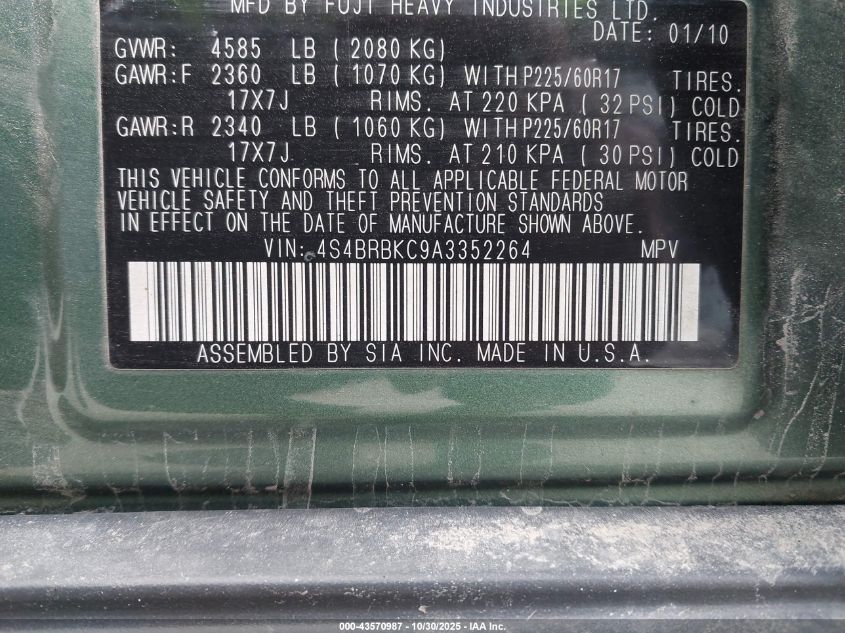 MFD BY FUJI HEAVY INDUSTRIES LTD.
DATE: 01/10
GVWR: 4585 LB ( 2080 KG)
GAWR:F 2360 LB ( 1070 KG) WITH P225/60R17 TIRES.
17X7J RIMS. AT 220 KPA ( 32 PSI) COLD
GAWR:R 2340 LB ( 1060 KG) WITH P225/60R17 TIRES.
17X7J RIMS. AT 210 KPA ( 30 PSI) COLD
THIS VEHICLE CONFORMS TO ALL APPLICABLE FEDERAL MOTOR
VEHICLE SAFETY AND THEFT PREVENTION STANDARDS
IN EFFECT ON THE DATE OF MANUFACTURE SHOWN ABOVE.
VIN: 4S4BRBKC9A3352264 MPV
ASSEMBLED BY SIA INC. MADE IN U.S.A.
000-43570987 - 10/30/2025 - IAA Inc.